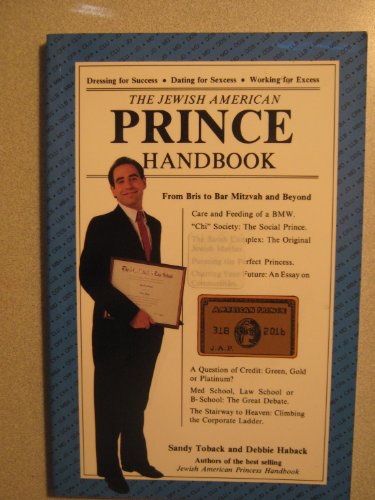 Dressing for Success • Dating for Sexcess • Working for Excess
THE JEWISH AMERICAN
PRINCE
HANDBOOK
From Bris to Bar Mitzvah and Beyond
Care and Feeding of a BMW.
"Chi" Society: The Social Prince.
The Complex: The Original
Jewish
Pursuing the Perfect Princess.
Charting Your Future: An Essay on
AMERICAN PRINCE
318 2016
J.A.P.
A Question of Credit: Green, Gold
or Platinum?
Med School, Law School or
B-School: The Great Debate.
The Stairway to Heaven: Climbing
the Corporate Ladder.
Sandy Toback and Debbie Haback
Authors of the best selling
Jewish American Princess Handbook